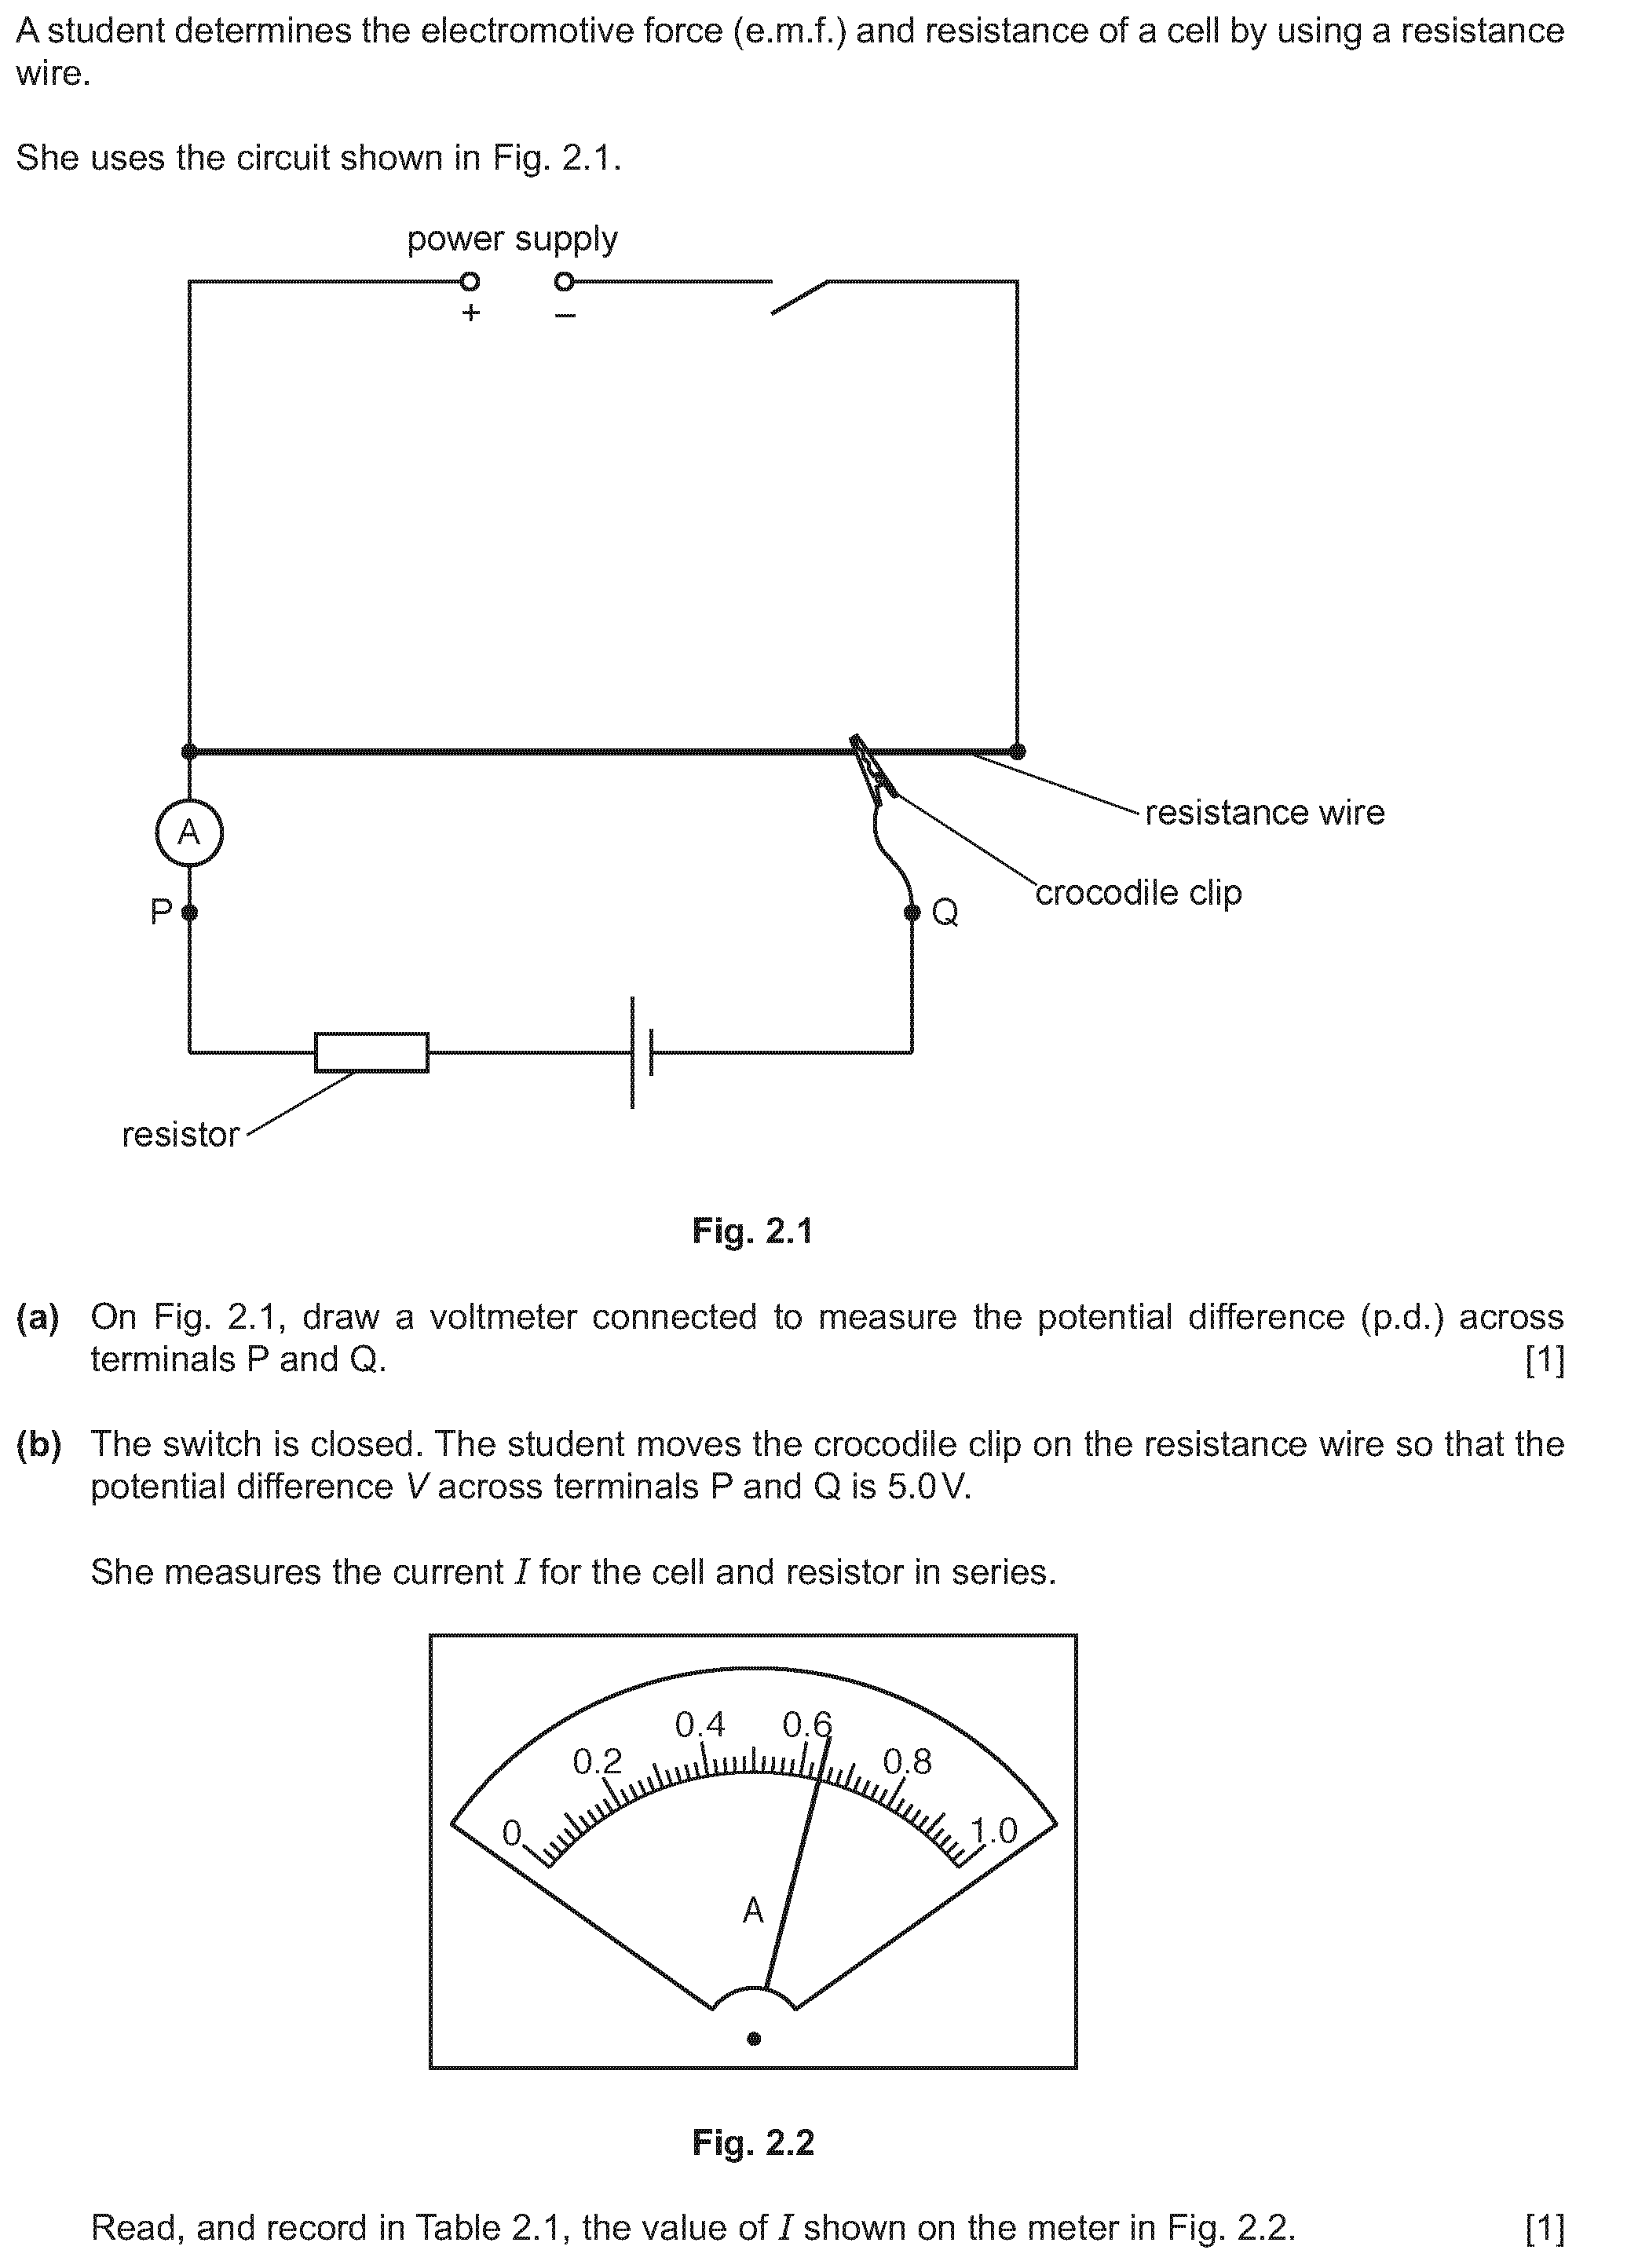 A student determines the electromotive force (e.m.f.) and resistance of a cell by using a resistance
wire.
She uses the circuit shown in Fig. 2.1.
power supply
+ –
resistance wire
crocodile clip
A
P
Q
resistor
Fig. 2.1
(a) On Fig. 2.1, draw a voltmeter connected to measure the potential difference (p.d.) across
terminals P and Q. [1]
(b) The switch is closed. The student moves the crocodile clip on the resistance wire so that the
potential difference V across terminals P and Q is 5.0 V.
She measures the current I for the cell and resistor in series.
0 0.2 0.4 0.6 0.8 1.0
A
Fig. 2.2
Read, and record in Table 2.1, the value of I shown on the meter in Fig. 2.2. [1]